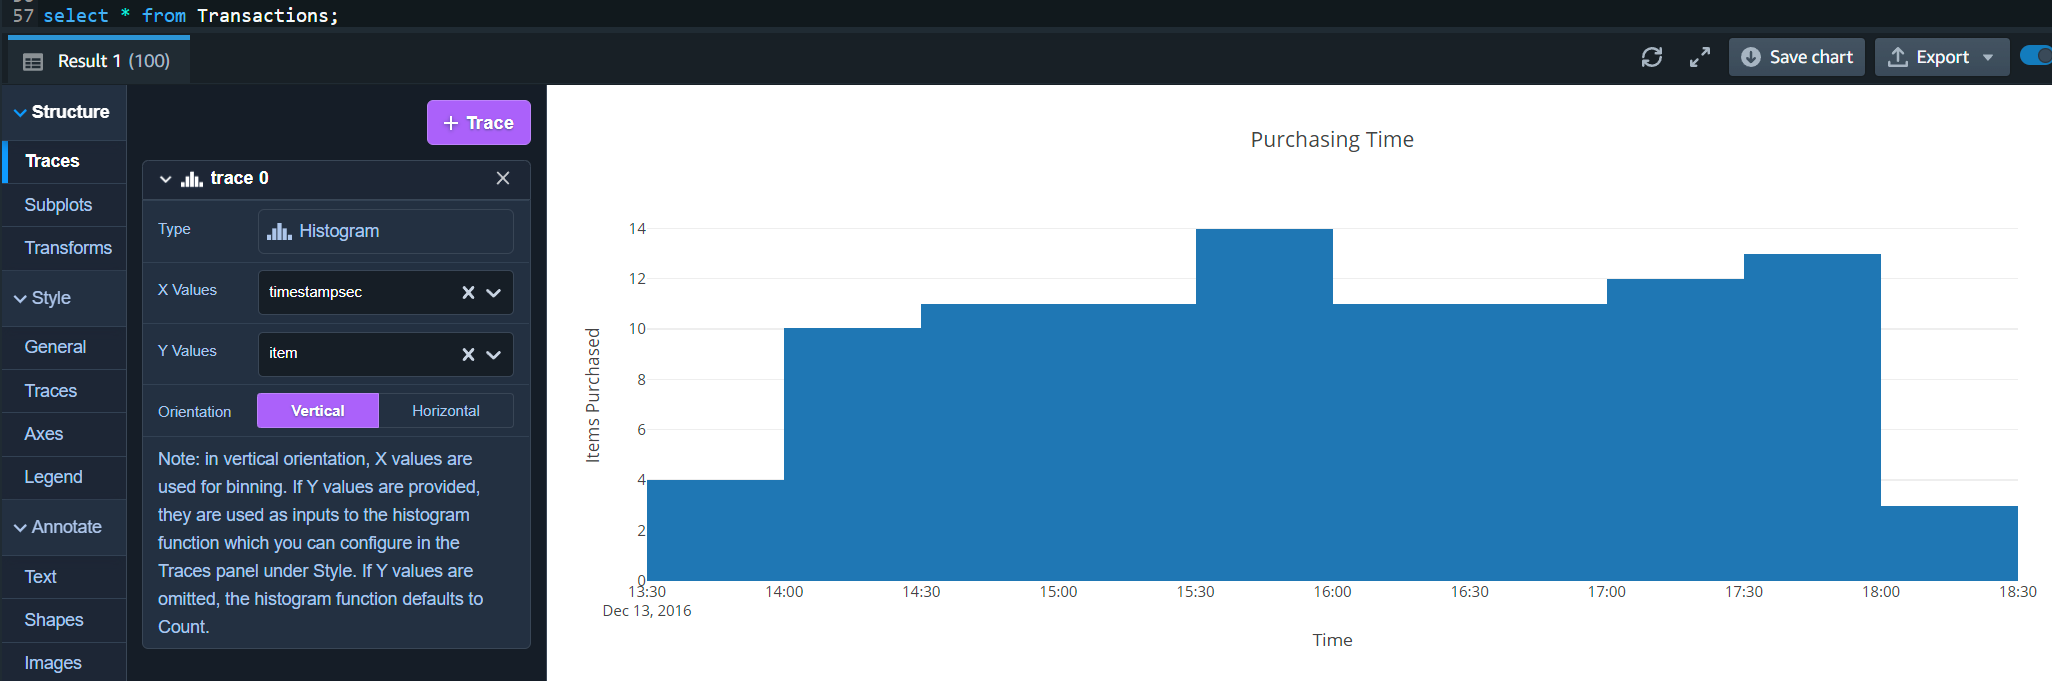 57 select * from Transactions;
Result 1 (100)
Save chart
Export
Structure
Traces
Subplots
Transforms
Style
General
Traces
Axes
Legend
Annotate
Text
Shapes
Images
+ Trace
trace 0
Type
Histogram
X Values
timestampsec
Y Values
item
Orientation
Vertical
Horizontal
Note: in vertical orientation, X values are
used for binning. If Y values are provided,
they are used as inputs to the histogram
function which you can configure in the
Traces panel under Style. If Y values are
omitted, the histogram function defaults to
Count.
Purchasing Time
Items Purchased
14
12
10
8
6
4
2
0
13:30
14:00
14:30
15:00
15:30
16:00
16:30
17:00
17:30
18:00
18:30
Dec 13, 2016
Time